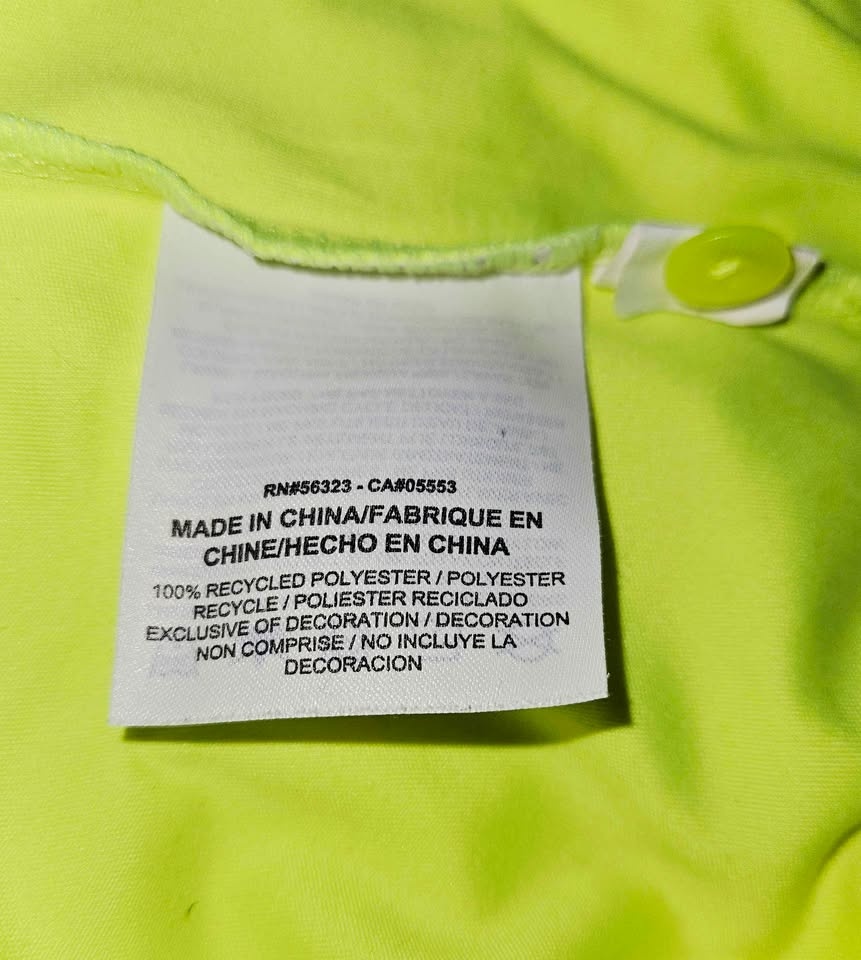 RN#56323 - CA#05553
MADE IN CHINA/FABRIQUE EN
CHINE/HECHO EN CHINA
100% RECYCLED POLYESTER / POLYESTER
RECYCLE / POLIESTER RECICLADO
EXCLUSIVE OF DECORATION / DECORATION
NON COMPRISE / NO INCLUYE LA
DECORACION